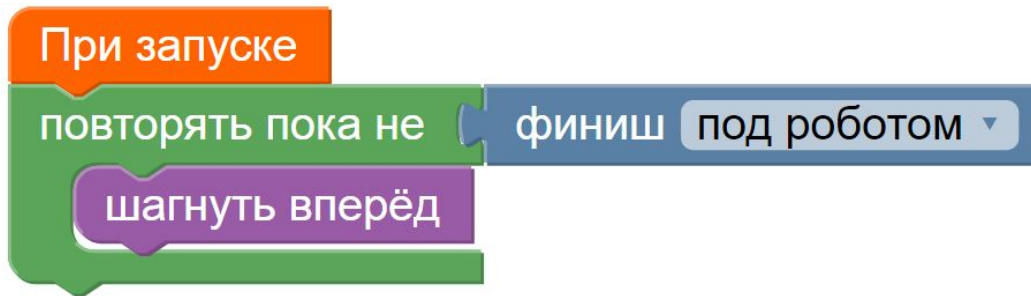 При запуске
повторять пока не финиш под роботом
шагнуть вперёд